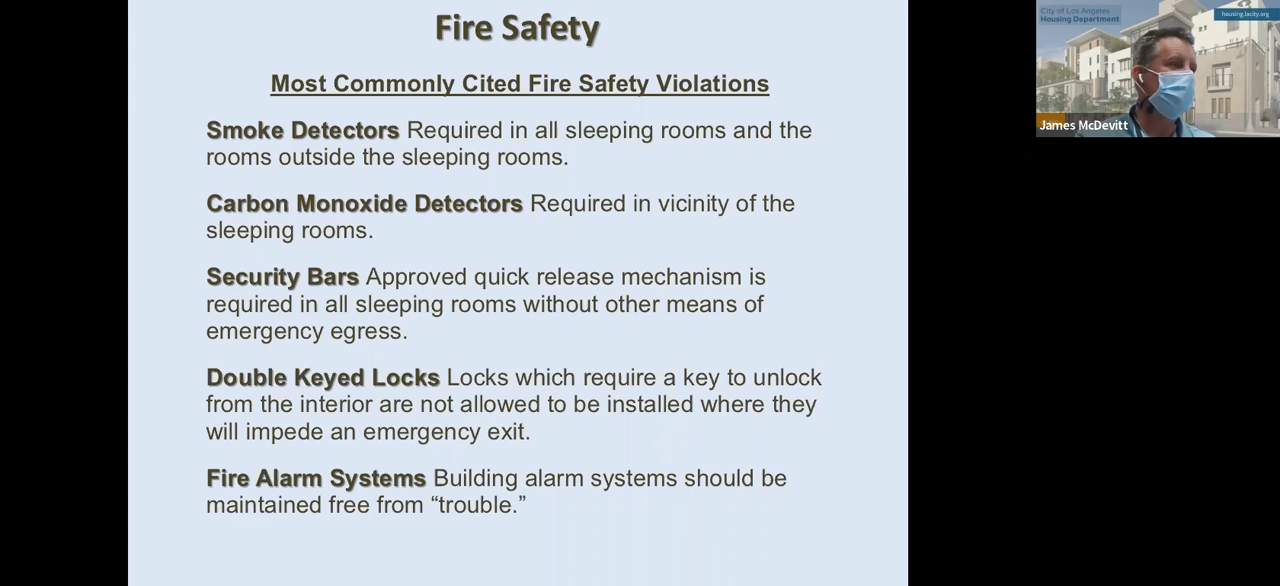 Fire Safety
Most Commonly Cited Fire Safety Violations
Smoke Detectors Required in all sleeping rooms and the
rooms outside the sleeping rooms.
Carbon Monoxide Detectors Required in vicinity of the
sleeping rooms.
Security Bars Approved quick release mechanism is
required in all sleeping rooms without other means of
emergency egress.
Double Keyed Locks Locks which require a key to unlock
from the interior are not allowed to be installed where they
will impede an emergency exit.
Fire Alarm Systems Building alarm systems should be
maintained free from “trouble.”
City of Los Angeles
Housing Department
housing.lacity.org
James McDevitt